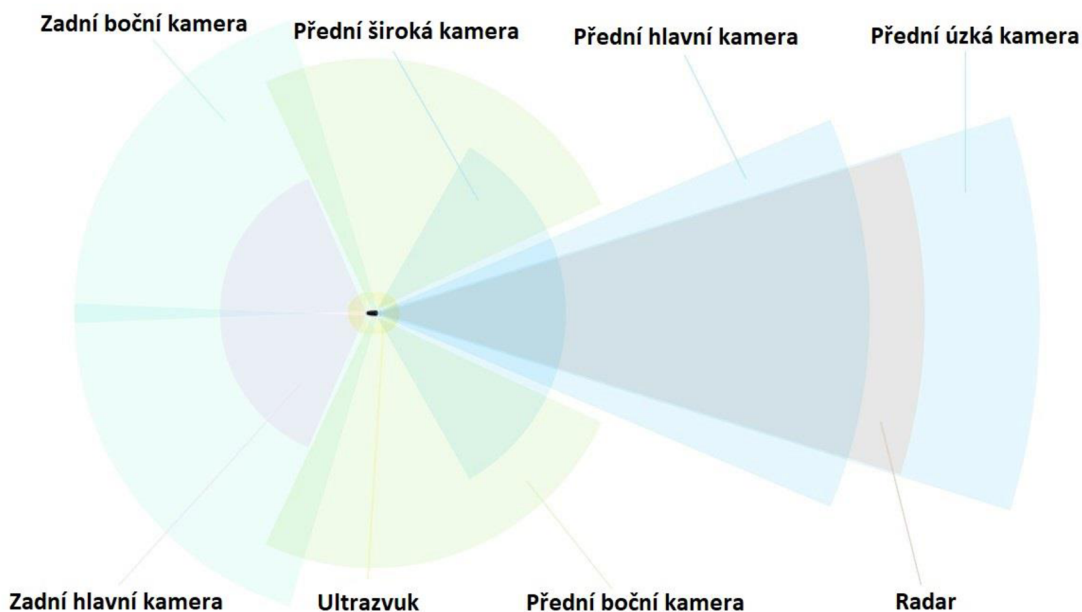 Zadní boční kamera
Přední široká kamera
Přední hlavní kamera
Přední úzká kamera
Zadní hlavní kamera
Ultrazvuk
Přední boční kamera
Radar